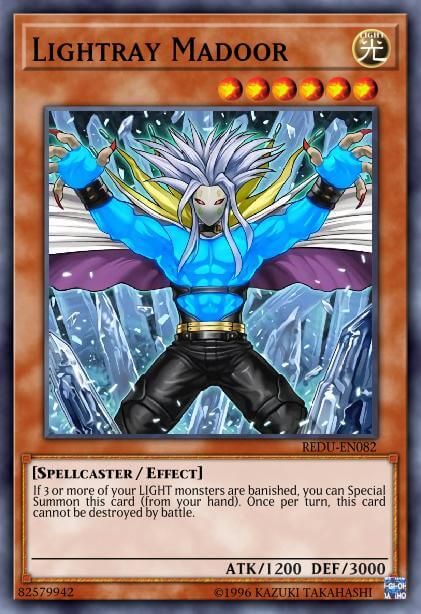 Lightray Madoor
LIGHT
光
REDU-EN082
[Spellcaster / Effect]
If 3 or more of your LIGHT monsters are banished, you can Special
Summon this card (from your hand). Once per turn, this card
cannot be destroyed by battle.
ATK/1200 DEF/3000
82579942
©1996 KAZUKI TAKAHASHI